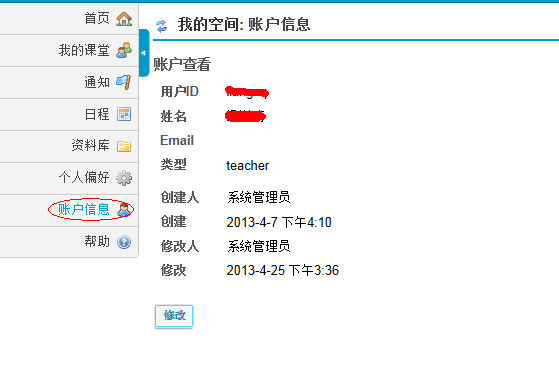 首页
我的课堂
通知
日程
资料库
个人偏好
账户信息
帮助
我的空间: 账户信息
账户查看
用户ID
姓名
Email
类型 teacher
创建人 系统管理员
创建 2013-4-7 下午4:10
修改人 系统管理员
修改 2013-4-25 下午3:36
修改